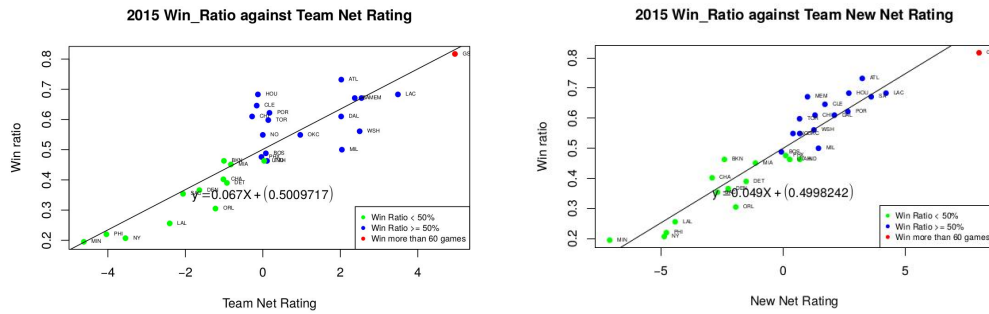 2015 Win_Ratio against Team Net Rating
Win ratio
0.8
0.7
0.6
0.5
0.4
0.3
0.2
GS
ATL
HOU
LAC
MEM
CLE
POR
DAL
TOR
WSH
NO
OKC
MIL
BOS
BKN
MIA
CHA
DET
DEN
y = 0.067X + (0.5009717)
ORL
LAL
PHI
NY
MIN
Win Ratio < 50%
Win Ratio >= 50%
Win more than 60 games
−4 −2 0 2 4
Team Net Rating
2015 Win_Ratio against Team New Net Rating
Win ratio
0.8
0.7
0.6
0.5
0.4
0.3
0.2
ATL
MEM
HOU
LAC
CLE
POR
CHI
TOR
WSH
BOS
MIL
BKN
MIA
CHA
DET
y = 0.049X + (0.4998242)
ORL
LAL
PHI
NY
MIN
Win Ratio < 50%
Win Ratio >= 50%
Win more than 60 games
−5 0 5
New Net Rating